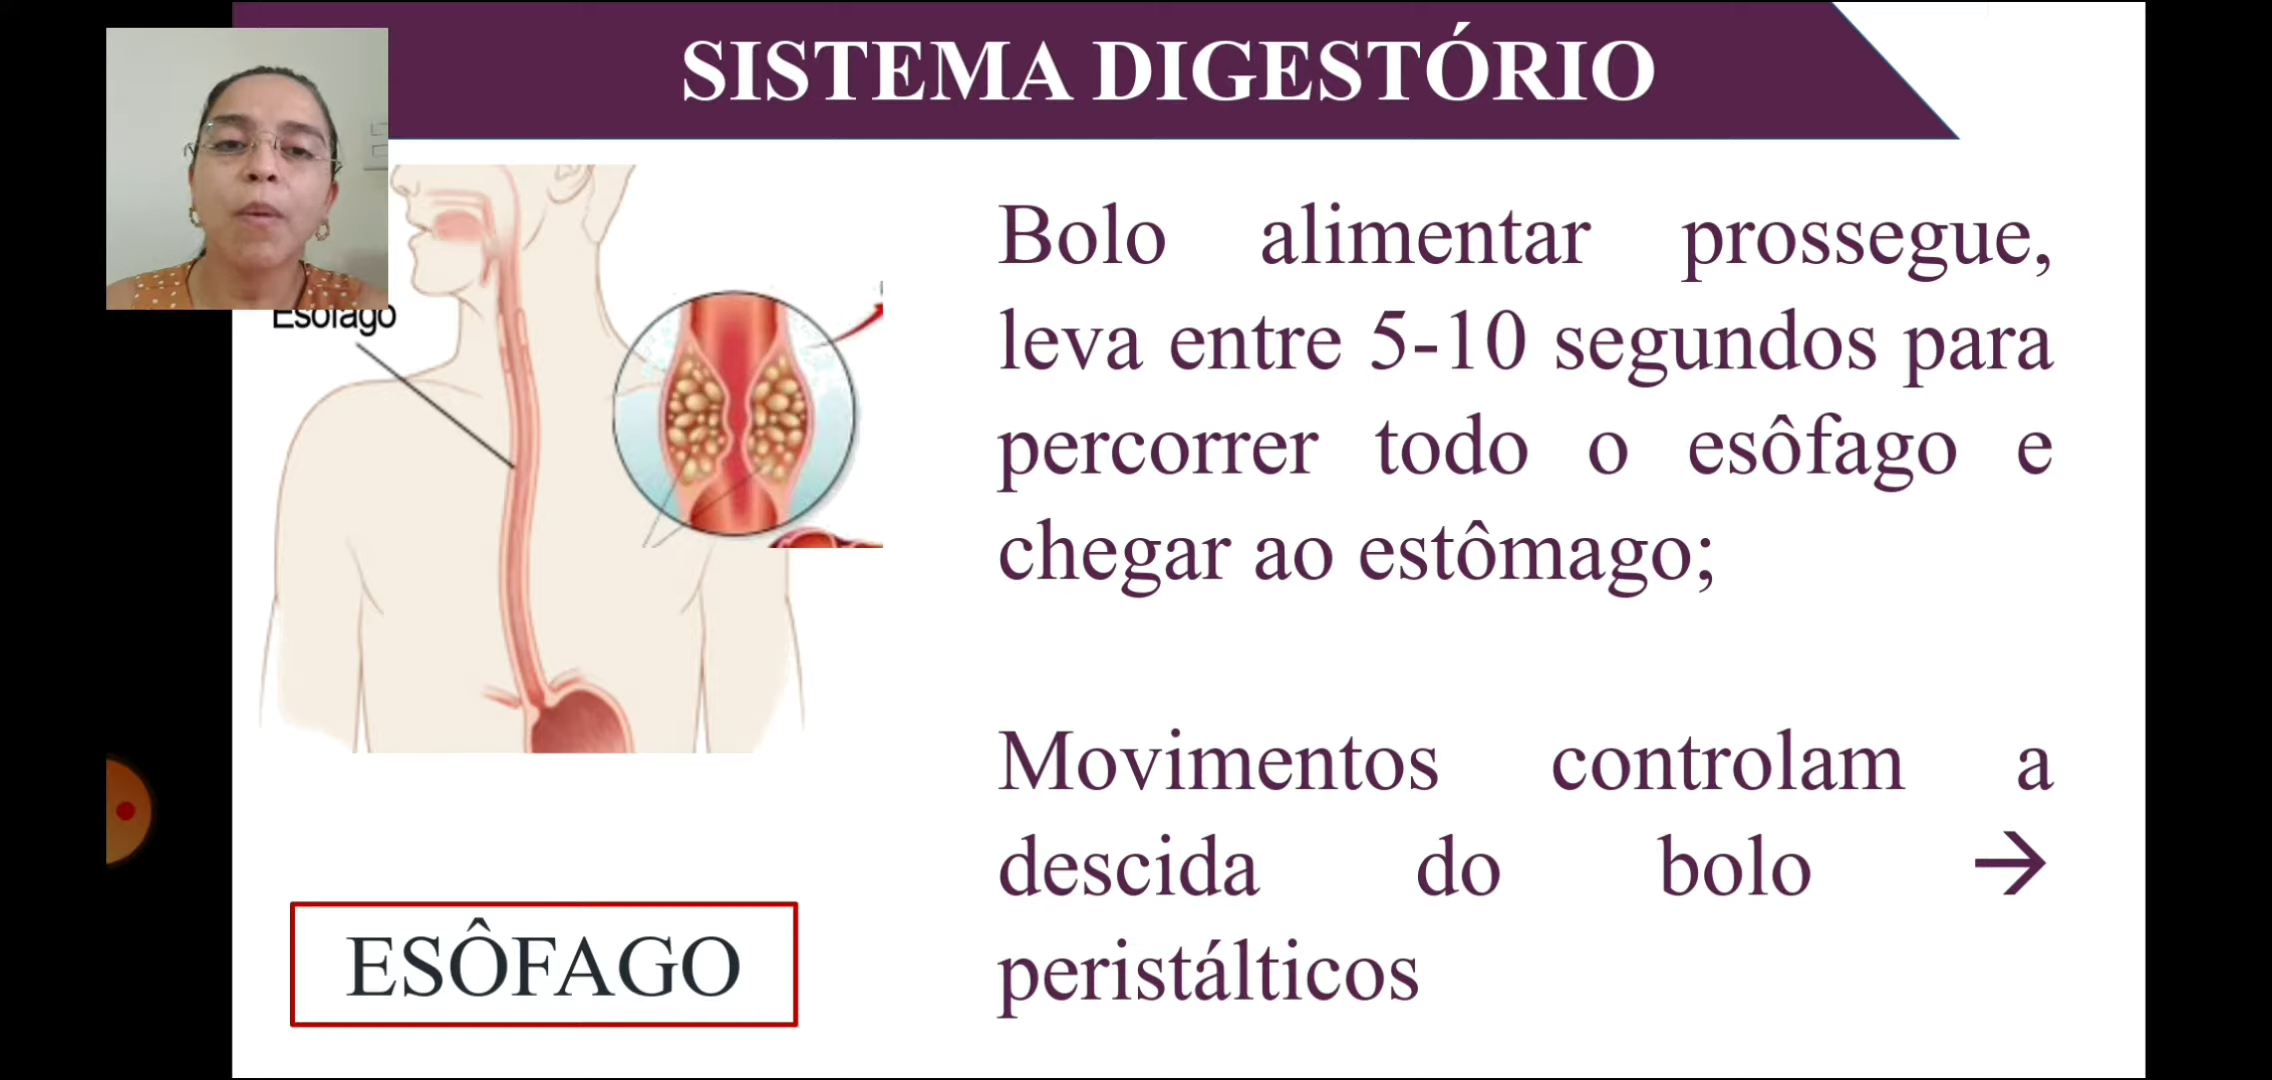 SISTEMA DIGESTÓRIO
Esôfago
Bolo alimentar prossegue,
leva entre 5-10 segundos para
percorrer todo o esôfago e
chegar ao estômago;
Movimentos controlam a
descida do bolo →
peristálticos
ESÔFAGO